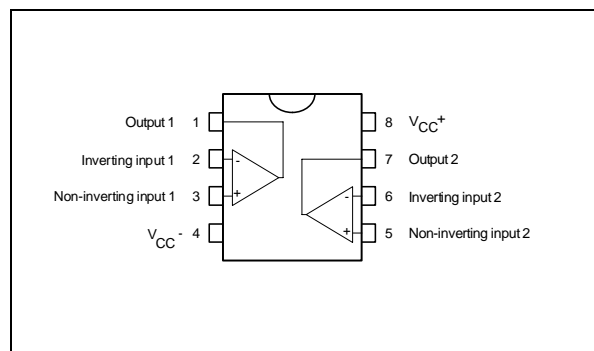 Output 1 1
Inverting input 1 2
Non-inverting input 1 3
VCC - 4
8 VCC+
7 Output 2
6 Inverting input 2
5 Non-inverting input 2
-
+
-
+